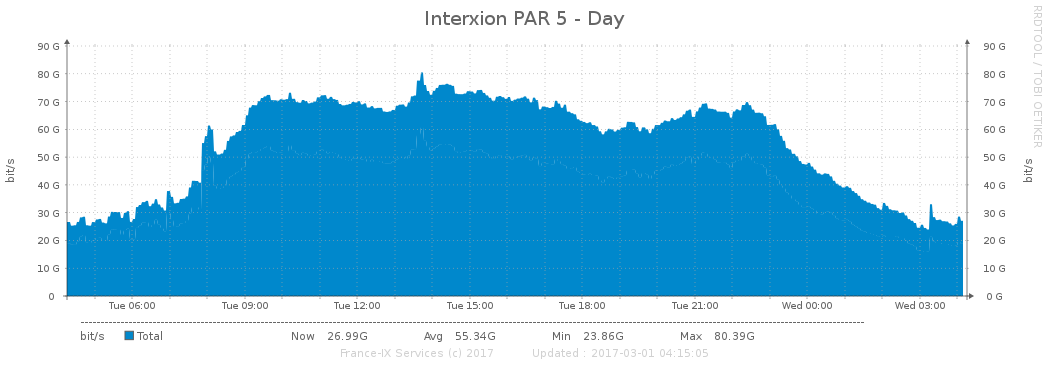 Interxion PAR 5 - Day
RRDTOOL / TOBI OETIKER
90 G 90 G
80 G 80 G
70 G 70 G
60 G 60 G
50 G 50 G
40 G 40 G
30 G 30 G
20 G 20 G
10 G 10 G
0 0 G
bit/s
bit/s
Tue 06:00 Tue 09:00 Tue 12:00 Tue 15:00 Tue 18:00 Tue 21:00 Wed 00:00 Wed 03:00
bit/s Total Now 26.99G Avg 55.34G Min 23.86G Max 80.39G
France-IX Services (c) 2017 Updated : 2017-03-01 04:15:05